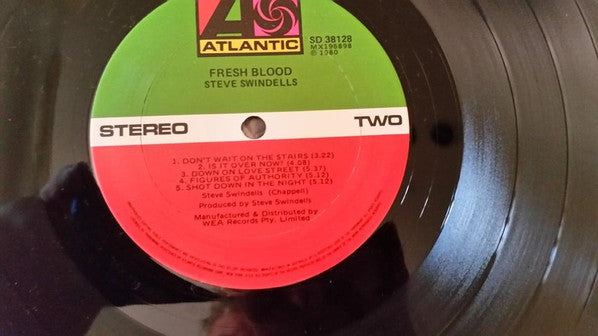 ATLANTIC
SD 38128
MX196898
℗ 1980
FRESH BLOOD
STEVE SWINDELLS
STEREO
TWO
1. DON'T WAIT ON THE STAIRS (3.22)
2. IS IT OVER NOW? (4.08)
3. DOWN ON LOVE STREET (5.37)
4. FIGURES OF AUTHORITY (5.12)
5. SHOT DOWN IN THE NIGHT (5.12)
Steve Swindells (Chappell)
Produced by Steve Swindells
Manufactured & Distributed by
WEA Records Pty. Limited